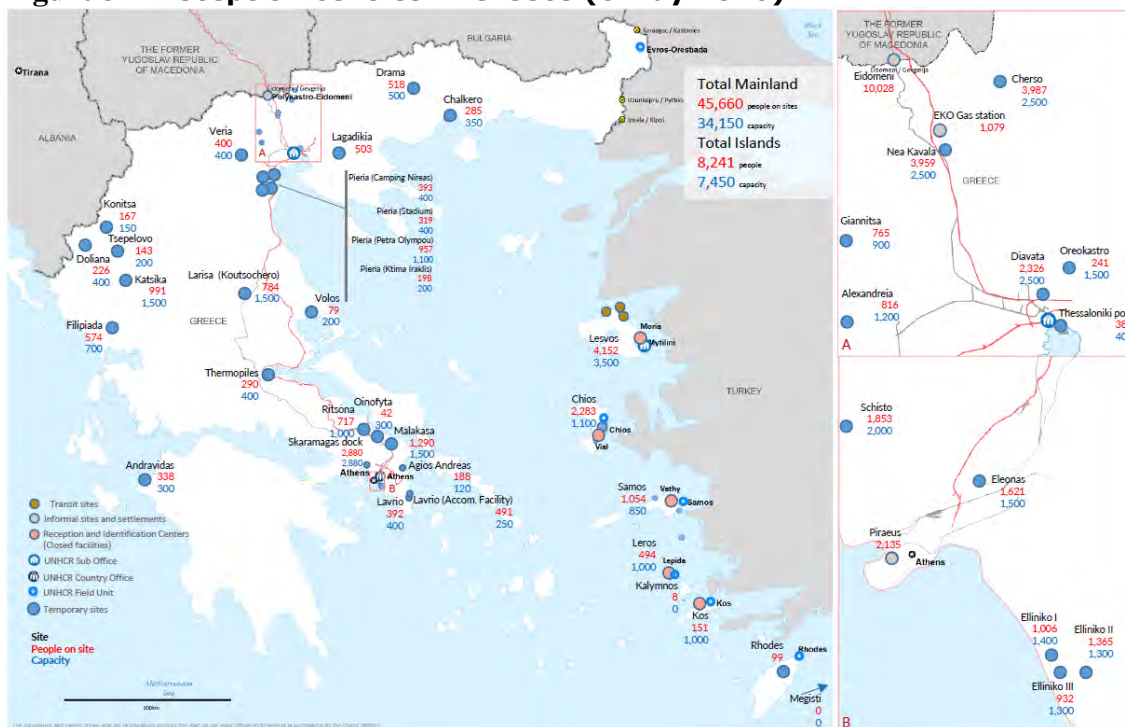 THE FORMER
YUGOSLAV REPUBLIC
OF MACEDONIA
BULGARIA
Black
Sea
Tirana
ALBANIA
Evros-Orestiada
Polykastro-Eidomeni
Drama
518
500
Chalkero
285
350
Veria
400
400
A
Lagadikia
503
Total Mainland
45,660 people on sites
34,150 capacity
Total Islands
8,241 people
7,450 capacity
Pieria (Camping Nireas)
393
400
Pieria (Stadium)
319
400
Pieria (Petra Olympou)
957
1,100
Pieria (Ktima Iraklis)
198
200
Konitsa
167
150
Tsepelovo
143
200
Doliana
226
400
Katsika
991
1,500
Larisa (Koutsochero)
784
1,500
Volos
79
200
GREECE
Filipiada
574
700
Thermopiles
290
400
Oinofyta
42
300
Ritsona
717
1,000
Malakasa
1,290
1,500
Skaramagas dock
2,880
2,880
Athens
Athens
B
Agios Andreas
188
120
Lavrio
392
400
Lavrio (Accom. Facility)
491
250
Andravidas
338
300
Moria
Mytilini
Lesvos
4,152
3,500
TURKEY
Chios
2,283
1,100
Chios
Vial
Samos
1,054
850
Vathy
Samos
Leros
494
1,000
Lepida
Kalymnos
8
0
Kos
Kos
151
1,000
Rhodes
99
Rhodes
Megisti
0
0
Transit sites
Informal sites and settlements
Reception and Identification Centers
(Closed facilities)
UNHCR Sub Office
UNHCR Country Office
UNHCR Field Unit
Temporary sites
Site
People on site
Capacity
Mediterranean
Sea
THE FORMER
YUGOSLAV REPUBLIC
OF MACEDONIA
Eidomeni
10,028
Cherso
3,987
2,500
EKO Gas station
1,079
Nea Kavala
3,959
2,500
GREECE
Giannitsa
765
900
Diavata
2,326
2,500
Oreokastro
241
1,500
Alexandreia
816
1,200
Thessaloniki po
38
40
A
Schisto
1,853
2,000
Eleonas
1,621
1,500
Piraeus
2,135
Athens
Elliniko I
1,006
1,400
Elliniko II
1,365
1,300
Elliniko III
932
1,300
B